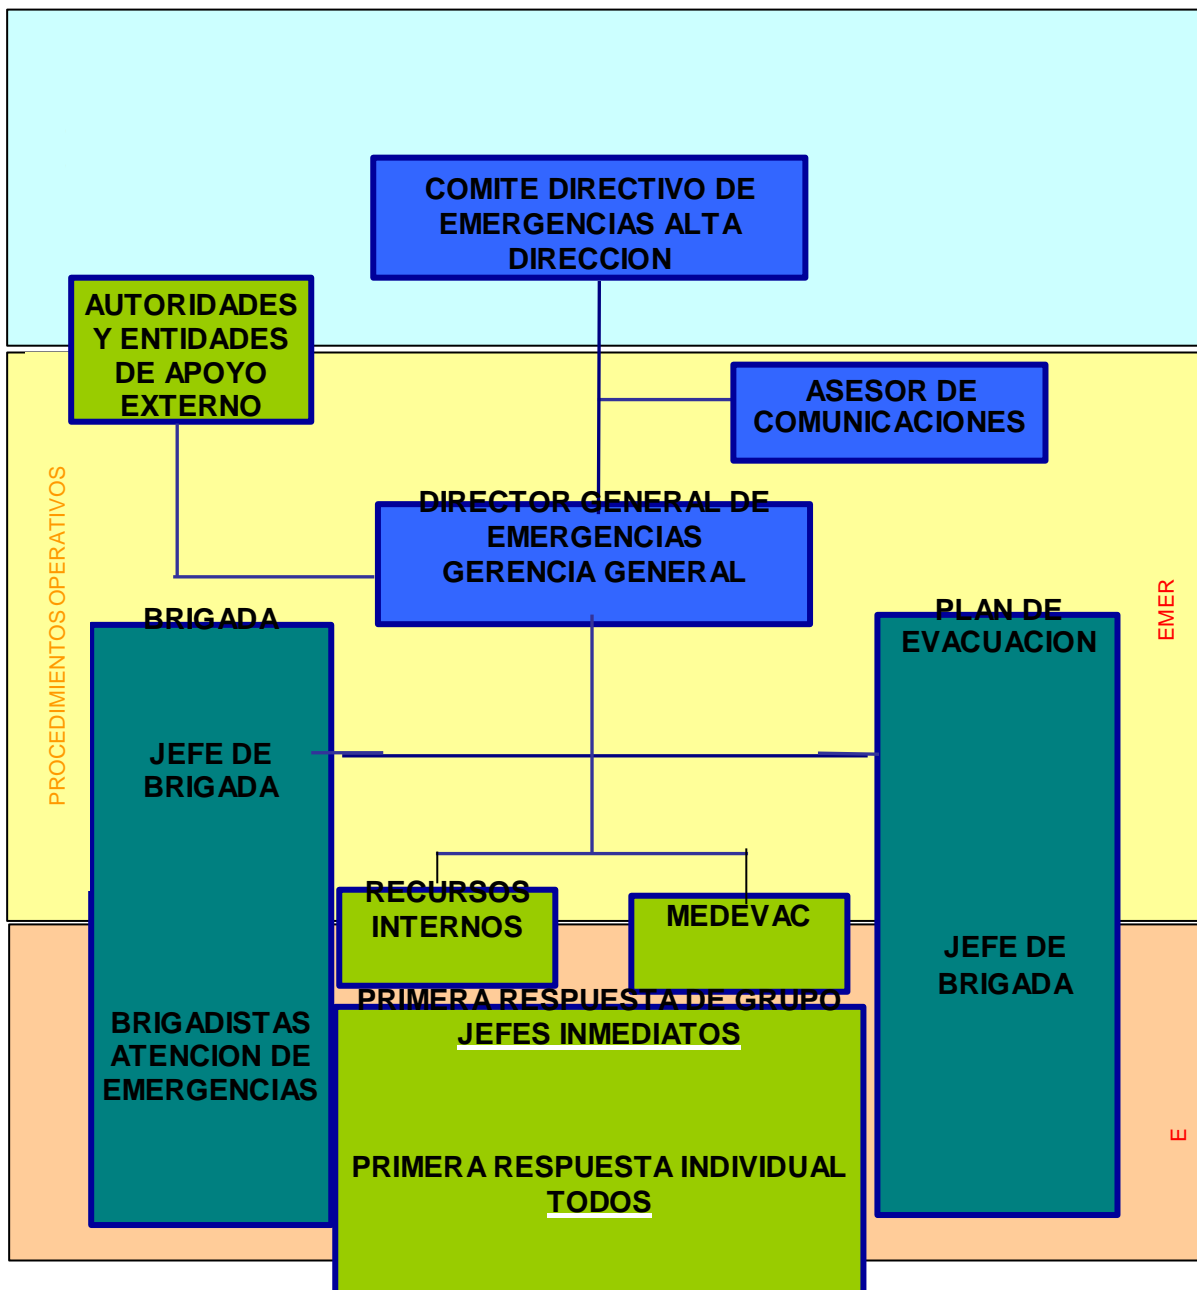 COMITE DIRECTIVO DE
EMERGENCIAS ALTA
DIRECCION
AUTORIDADES
Y ENTIDADES
DE APOYO
EXTERNO
ASESOR DE
COMUNICACIONES
DIRECTOR GENERAL DE
EMERGENCIAS
GERENCIA GENERAL
PROCEDIMIENTOS OPERATIVOS
EMER
BRIGADA
JEFE DE
BRIGADA
BRIGADISTAS
ATENCION DE
EMERGENCIAS
PLAN DE
EVACUACION
JEFE DE
BRIGADA
RECURSOS
INTERNOS
MEDEVAC
PRIMERA RESPUESTA DE GRUPO
JEFES INMEDIATOS
PRIMERA RESPUESTA INDIVIDUAL
TODOS
E